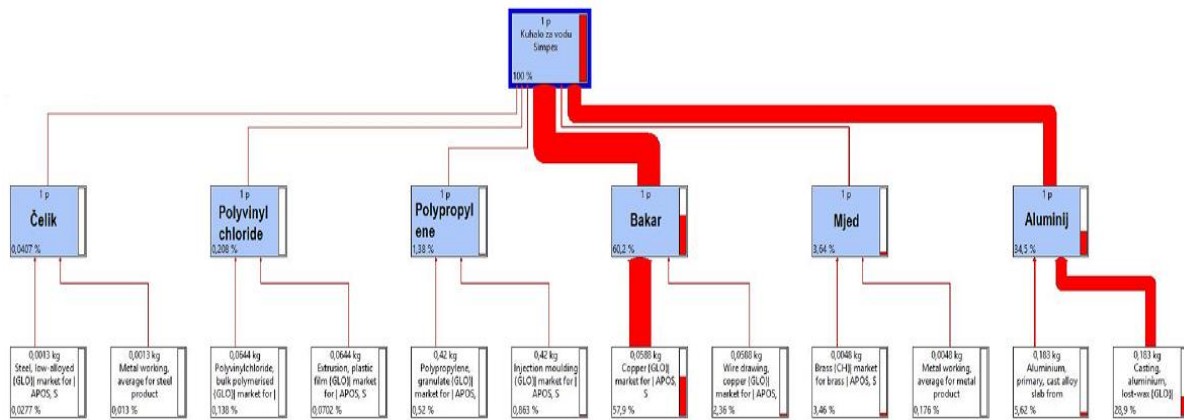 1 p
Kuhalo za vodu
Simpex
100 %
1 p
Čelik
0,0407 %
1 p
Polyvinyl
chloride
0,208 %
1 p
Polypropyl
ene
1,38 %
1 p
Bakar
60,2 %
1 p
Mjed
3,64 %
1 p
Aluminij
34,5 %
0,0013 kg
Steel, low-alloyed
{GLO}| market for |
APOS, S
0,0277 %
0,0013 kg
Metal working,
average for steel
product
0,013 %
0,0644 kg
Polyvinylchloride,
bulk polymerised
{GLO}| market for |
0,138 %
0,0644 kg
Extrusion, plastic
film {GLO}| market
for | APOS, S
0,0702 %
0,42 kg
Polypropylene,
granulate {GLO}|
market for | APOS,
0,52 %
0,42 kg
Injection moulding
{GLO}| market for |
APOS, S
0,863 %
0,0588 kg
Copper {GLO}|
market for | APOS,
S
57,9 %
0,0588 kg
Wire drawing,
copper {GLO}|
market for | APOS,
2,36 %
0,0048 kg
Brass {CH}| market
for brass | APOS, S
3,46 %
0,0048 kg
Metal working,
average for metal
product
0,176 %
0,183 kg
Aluminium,
primary, cast alloy
slab from
5,62 %
0,183 kg
Casting,
aluminium,
lost-wax {GLO}|
28,9 %